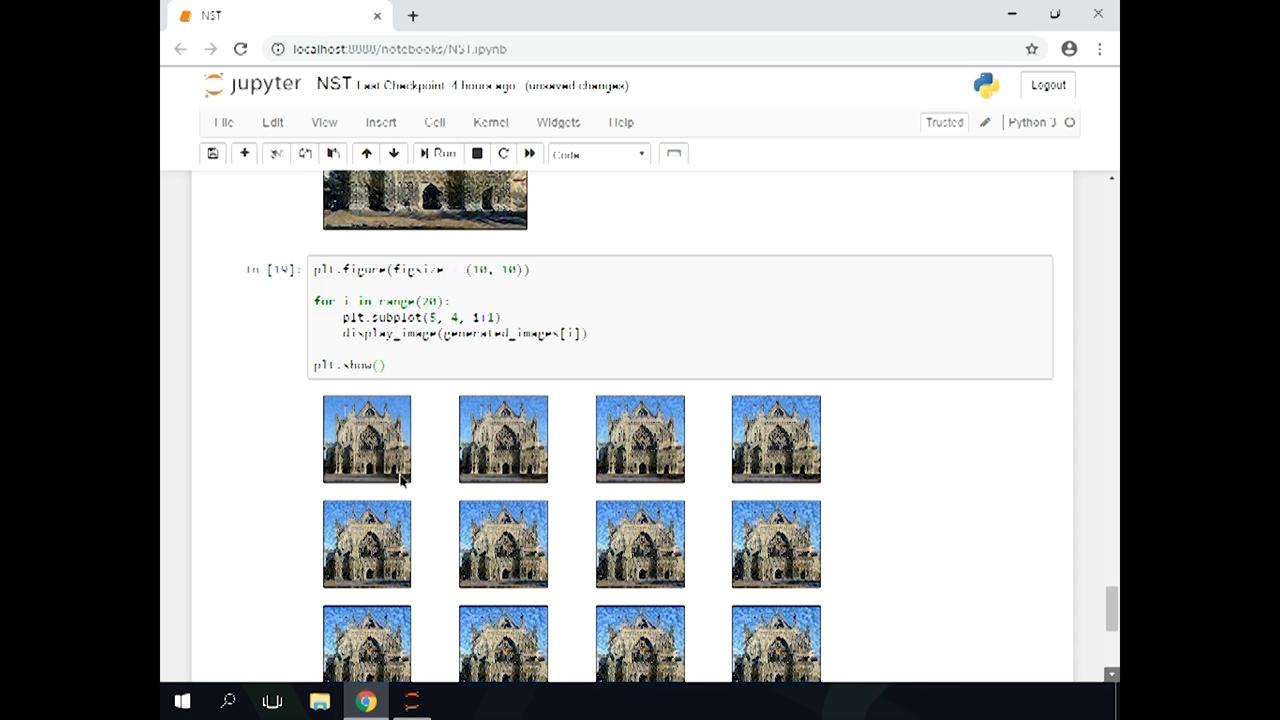 NST
localhost:8888/notebooks/NST.ipynb
jupyter NST Last Checkpoint 4 hours ago (unsaved changes)
Logout
File Edit View Insert Cell Kernel Widgets Help
Trusted Python 3
Run Code
In [19]: plt.figure(figsize = (10, 10))
for i in range(20):
plt.subplot(5, 4, i+1)
display_image(generated_images[i])
plt.show()